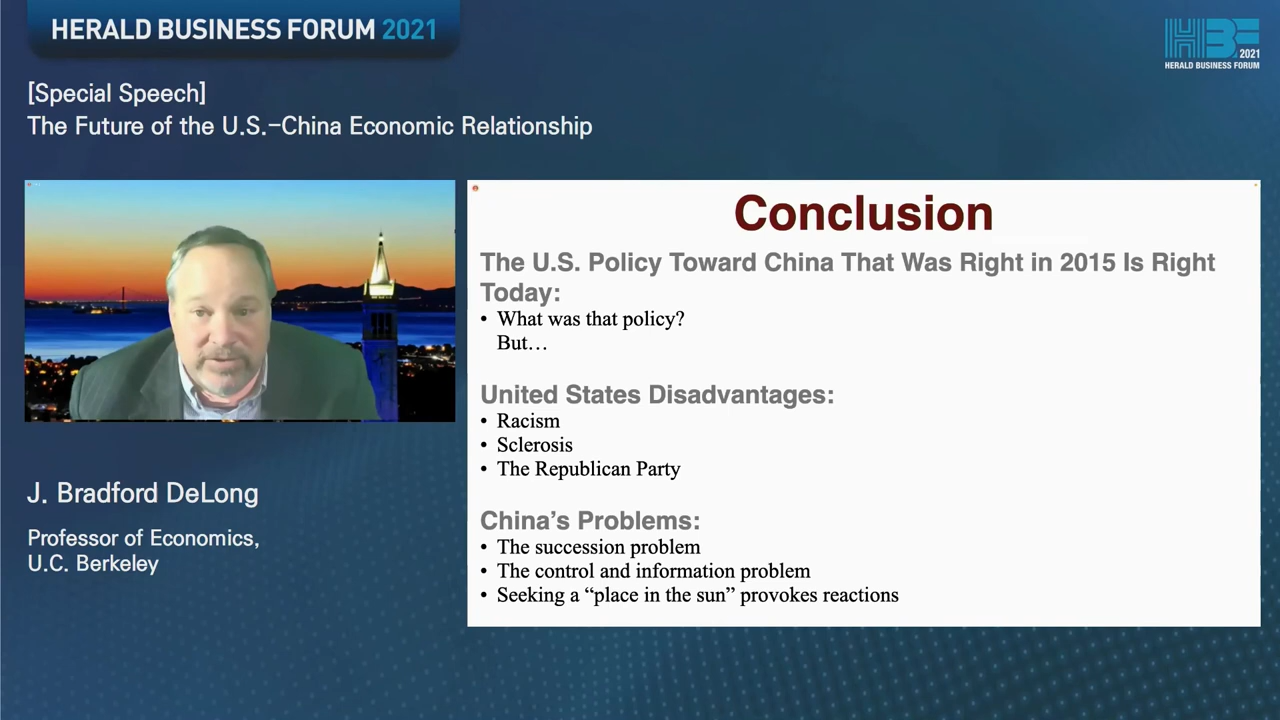 HERALD BUSINESS FORUM 2021
HBF 2021
HERALD BUSINESS FORUM
[Special Speech]
The Future of the U.S.-China Economic Relationship
Conclusion
The U.S. Policy Toward China That Was Right in 2015 Is Right
Today:
• What was that policy?
But…
United States Disadvantages:
• Racism
• Sclerosis
• The Republican Party
China’s Problems:
• The succession problem
• The control and information problem
• Seeking a “place in the sun” provokes reactions
J. Bradford DeLong
Professor of Economics,
U.C. Berkeley